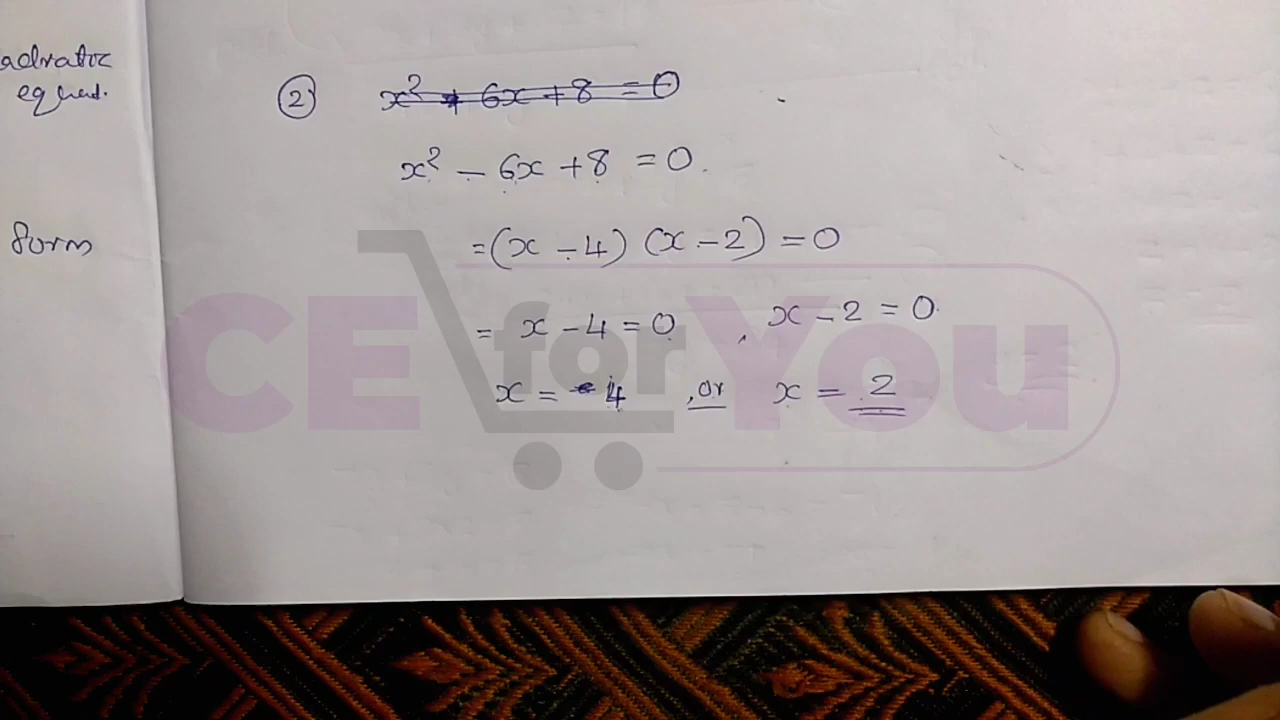 adratic
equat.
form
② x² + 6x + 8 = 0
x² - 6x + 8 = 0.
= (x - 4) (x - 2) = 0
= x - 4 = 0 , x - 2 = 0.
x = 4 , or x = 2
CE for You